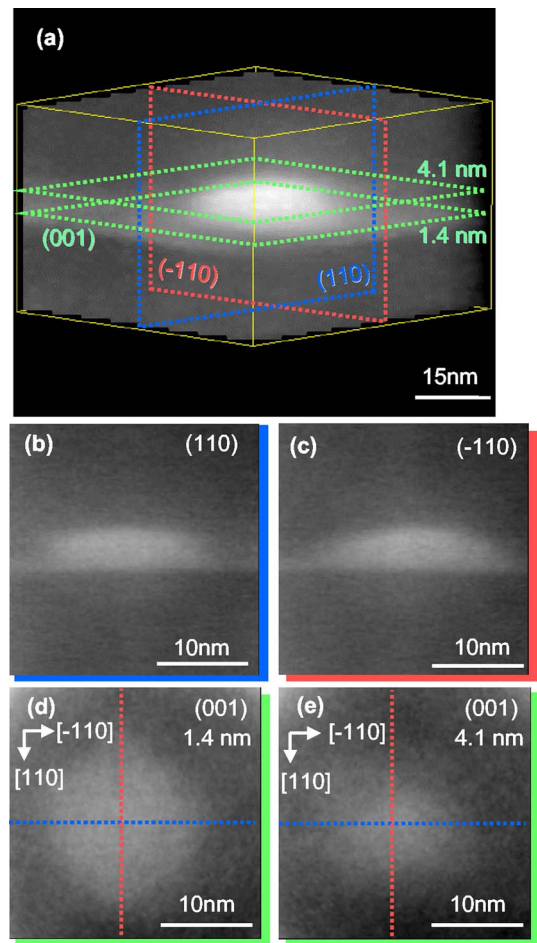 (a)
4.1 nm
(001)
1.4 nm
(-110)
(110)
15nm
(b)
(110)
10nm
(c)
(-110)
10nm
(d)
(001)
[-110]
1.4 nm
[110]
10nm
(e)
(001)
[-110]
4.1 nm
[110]
10nm